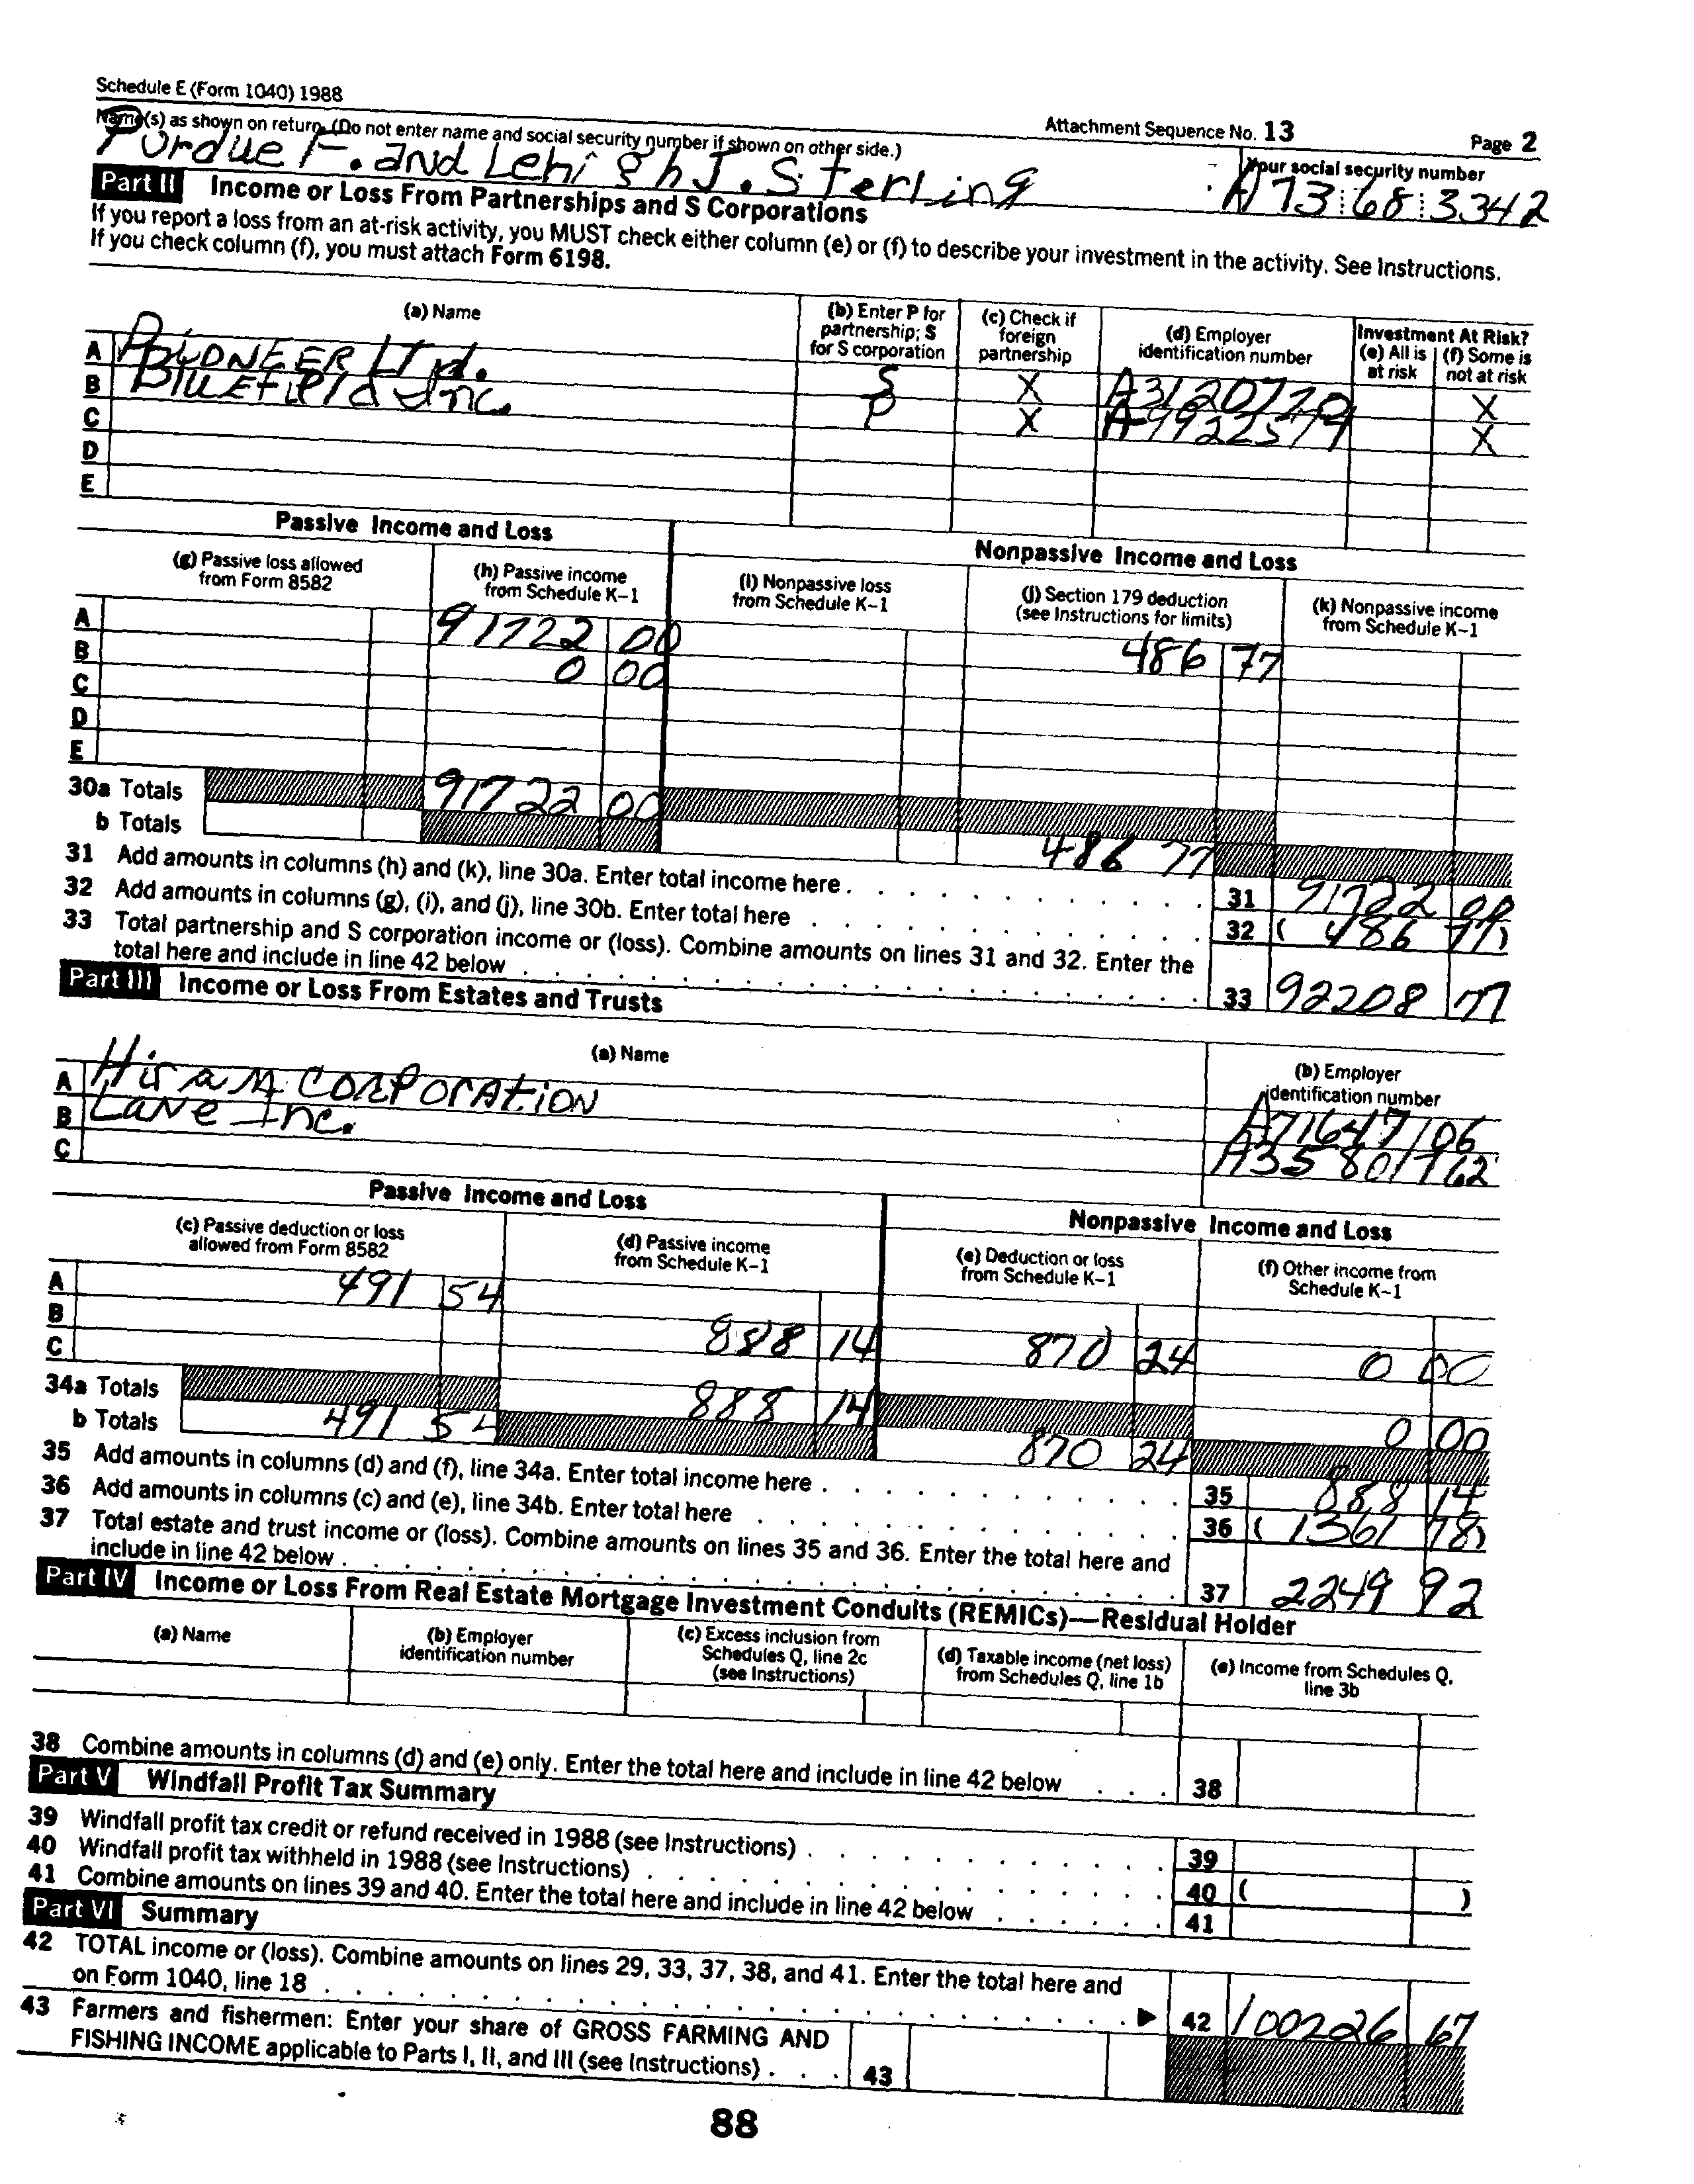 Schedule E (Form 1040) 1988
Attachment Sequence No. 13
Page 2
Name(s) as shown on return. (Do not enter name and social security number if shown on other side.)
Your social security number
Purdue F. and Lehigh J. Sterling
A73 68 3342
Part II Income or Loss From Partnerships and S Corporations
If you report a loss from an at-risk activity, you MUST check either column (e) or (f) to describe your investment in the activity. See Instructions.
If you check column (f), you must attach Form 6198.
(a) Name
(b) Enter P for partnership; S for S corporation
(c) Check if foreign partnership
(d) Employer identification number
Investment At Risk?
(e) All is at risk
(f) Some is not at risk
A PIONEER Ltd. S X A3120772 X
B BlueField Inc. P X A9922579 X
C
D
E
Passive Income and Loss
Nonpassive Income and Loss
(g) Passive loss allowed from Form 8582
(h) Passive income from Schedule K–1
(i) Nonpassive loss from Schedule K–1
(j) Section 179 deduction (see Instructions for limits)
(k) Nonpassive income from Schedule K–1
A 91722 00 486 77
B 0 00
C
D
E
30a Totals 91722 00
b Totals 486 77
31 Add amounts in columns (h) and (k), line 30a. Enter total income here . 31 91722 00
32 Add amounts in columns (g), (i), and (j), line 30b. Enter total here 32 ( 486 77)
33 Total partnership and S corporation income or (loss). Combine amounts on lines 31 and 32. Enter the
total here and include in line 42 below 33 92208 77
Part III Income or Loss From Estates and Trusts
(a) Name
(b) Employer identification number
A Hiram CORPORATION A71647106
B LANE Inc. A35801762
C
Passive Income and Loss
Nonpassive Income and Loss
(c) Passive deduction or loss allowed from Form 8582
(d) Passive income from Schedule K–1
(e) Deduction or loss from Schedule K–1
(f) Other income from Schedule K–1
A 491 54
B 888 14 870 24 0 00
C
34a Totals 888 14 0 00
b Totals 491 54 870 24
35 Add amounts in columns (d) and (f), line 34a. Enter total income here . 35 888 14
36 Add amounts in columns (c) and (e), line 34b. Enter total here 36 ( 1361 78)
37 Total estate and trust income or (loss). Combine amounts on lines 35 and 36. Enter the total here and
include in line 42 below . 37 2249 92
Part IV Income or Loss From Real Estate Mortgage Investment Conduits (REMICs)—Residual Holder
(a) Name
(b) Employer identification number
(c) Excess inclusion from Schedules Q, line 2c (see Instructions)
(d) Taxable income (net loss) from Schedules Q, line 1b
(e) Income from Schedules Q, line 3b
38 Combine amounts in columns (d) and (e) only. Enter the total here and include in line 42 below . . . 38
Part V Windfall Profit Tax Summary
39 Windfall profit tax credit or refund received in 1988 (see Instructions) . 39
40 Windfall profit tax withheld in 1988 (see Instructions) . 40 ( )
41 Combine amounts on lines 39 and 40. Enter the total here and include in line 42 below 41
Part VI Summary
42 TOTAL income or (loss). Combine amounts on lines 29, 33, 37, 38, and 41. Enter the total here and
on Form 1040, line 18 . ▶ 42 100226 67
43 Farmers and fishermen: Enter your share of GROSS FARMING AND
FISHING INCOME applicable to Parts I, II, and III (see Instructions) . . . 43
88